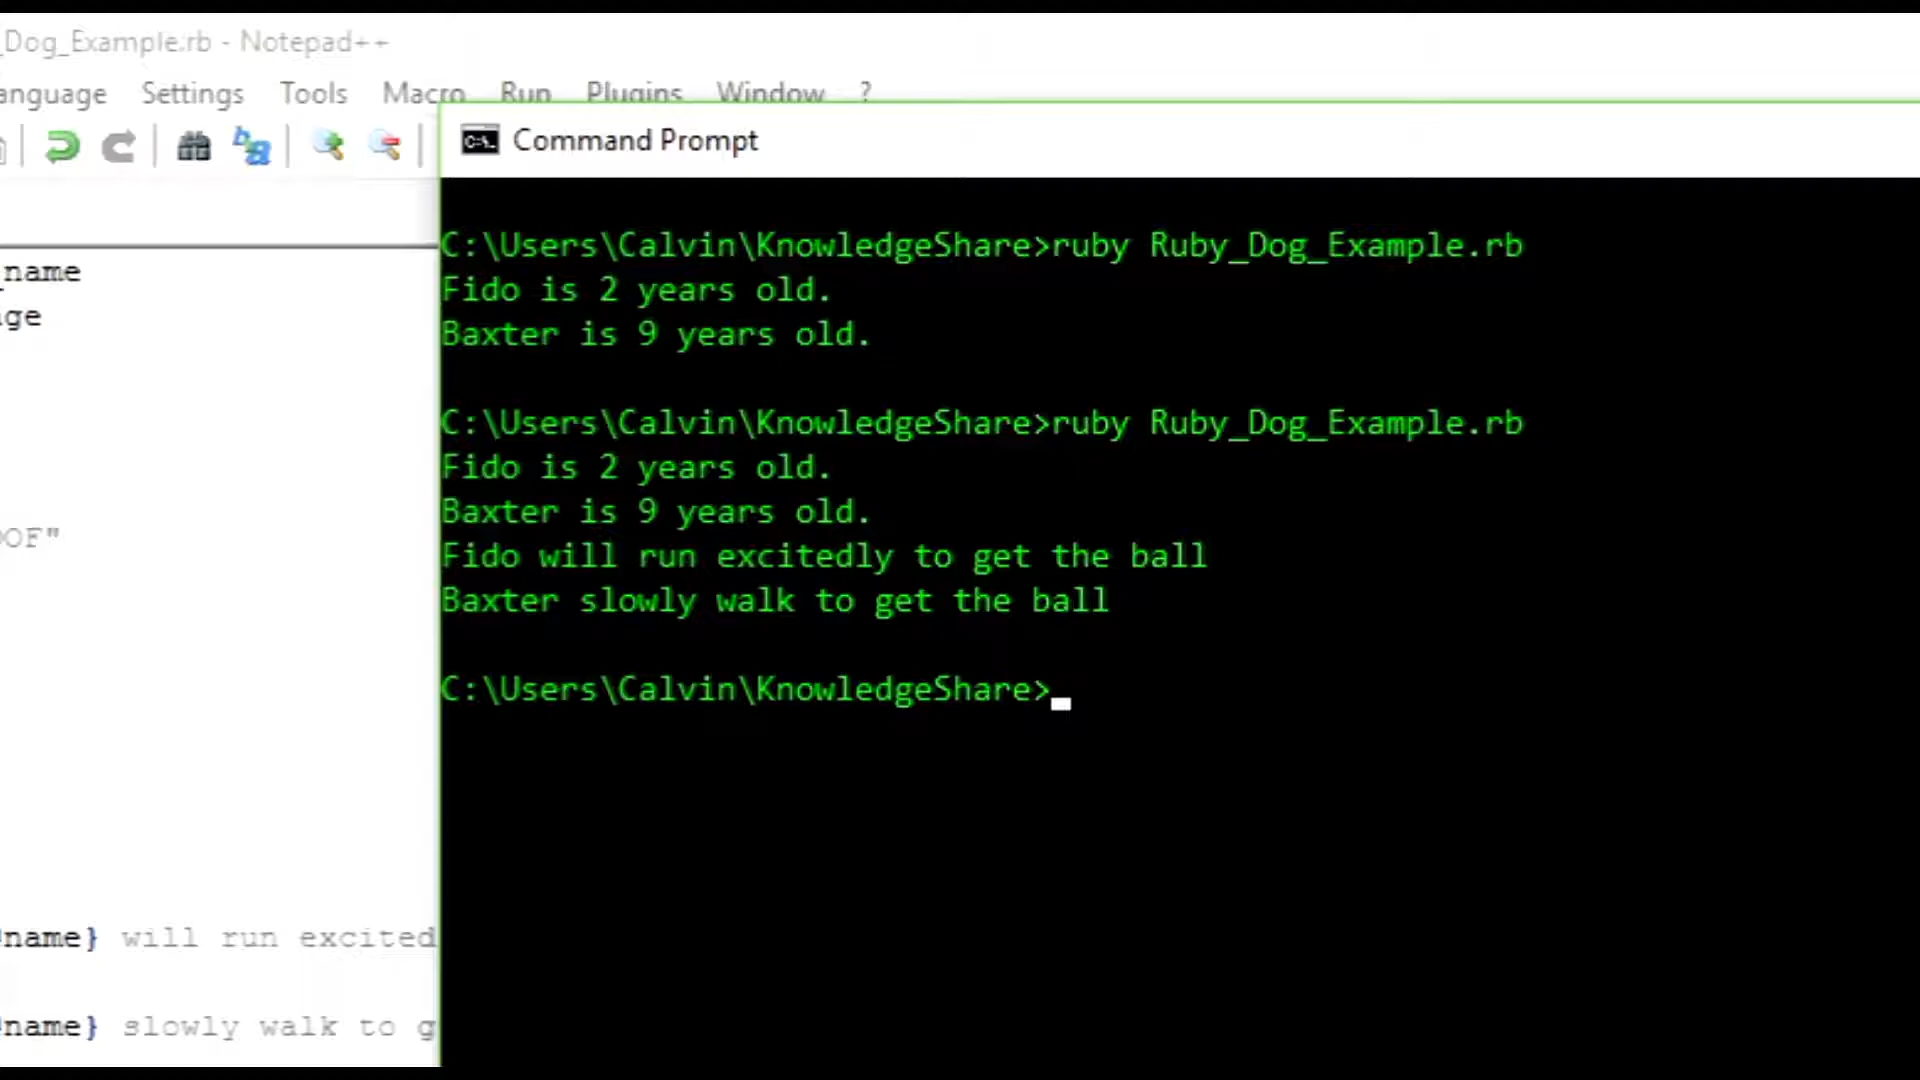 _Dog_Example.rb - Notepad++
anguage Settings Tools Macro Run Plugins Window ?
Command Prompt
C:\Users\Calvin\KnowledgeShare>ruby Ruby_Dog_Example.rb
Fido is 2 years old.
Baxter is 9 years old.
C:\Users\Calvin\KnowledgeShare>ruby Ruby_Dog_Example.rb
Fido is 2 years old.
Baxter is 9 years old.
Fido will run excitedly to get the ball
Baxter slowly walk to get the ball
C:\Users\Calvin\KnowledgeShare>
_name
ge
OOF"
name} will run excited
name} slowly walk to g